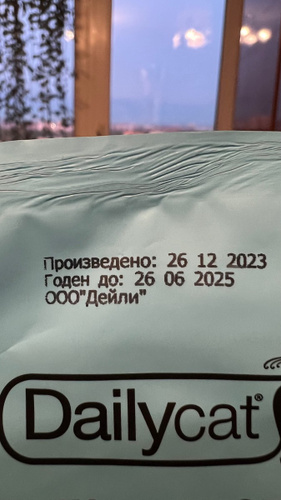 Произведено: 26 12 2023
Годен до: 26 06 2025
ООО"Дейли"
Dailycat®